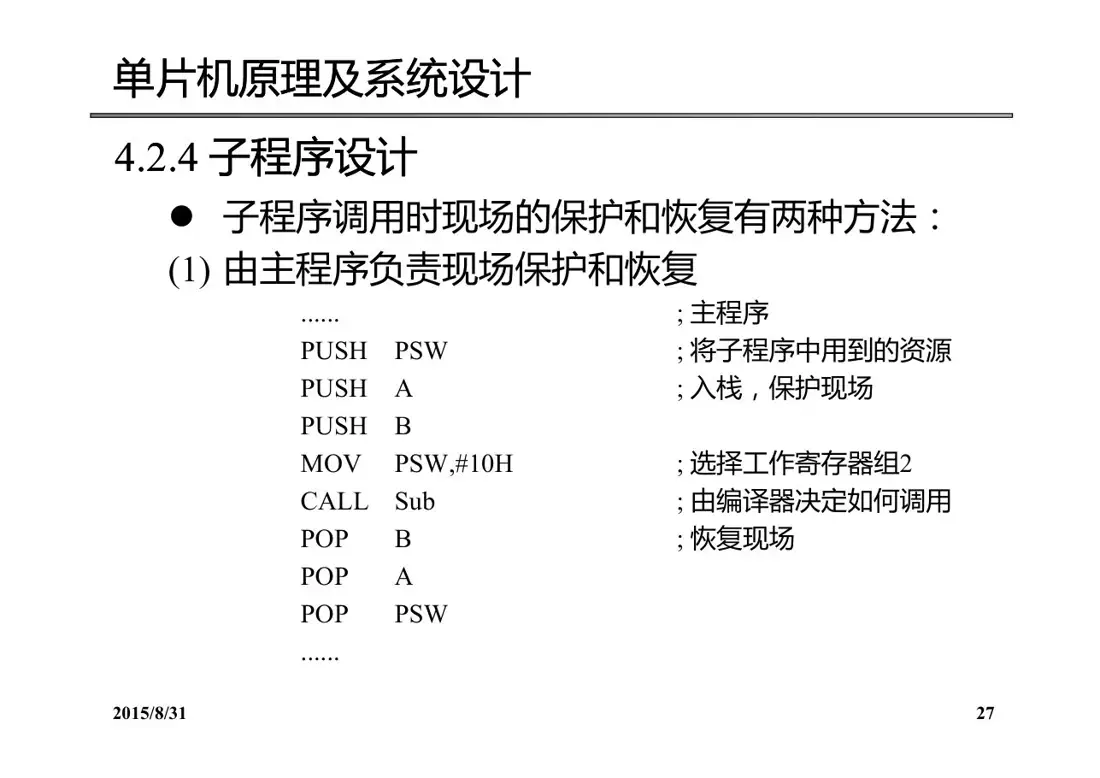 单片机原理及系统设计
4.2.4 子程序设计
● 子程序调用时现场的保护和恢复有两种方法：
(1) 由主程序负责现场保护和恢复
...... ; 主程序
PUSH PSW ; 将子程序中用到的资源
PUSH A ; 入栈，保护现场
PUSH B
MOV PSW,#10H ; 选择工作寄存器组2
CALL Sub ; 由编译器决定如何调用
POP B ; 恢复现场
POP A
POP PSW
......
2015/8/31 27